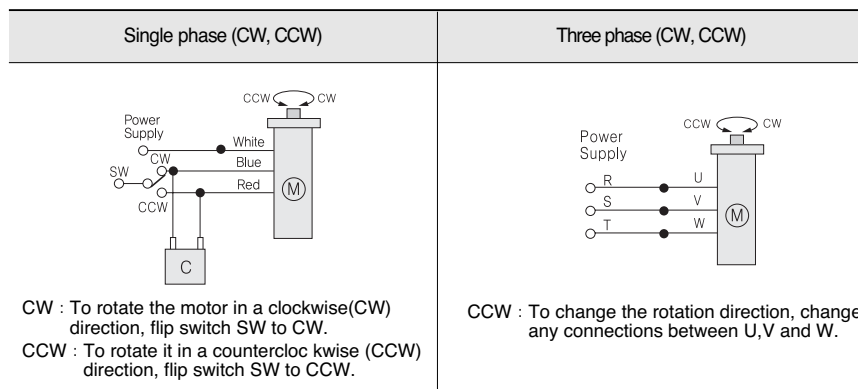 Single phase (CW, CCW)
Three phase (CW, CCW)
CCW CW
Power
Supply
White
CW
Blue
SW
Red
M
CCW
C
CW : To rotate the motor in a clockwise(CW)
direction, flip switch SW to CW.
CCW : To rotate it in a countercloc kwise (CCW)
direction, flip switch SW to CCW.
CCW CW
Power
Supply
R U
S V
M
T W
CCW : To change the rotation direction, change
any connections between U,V and W.